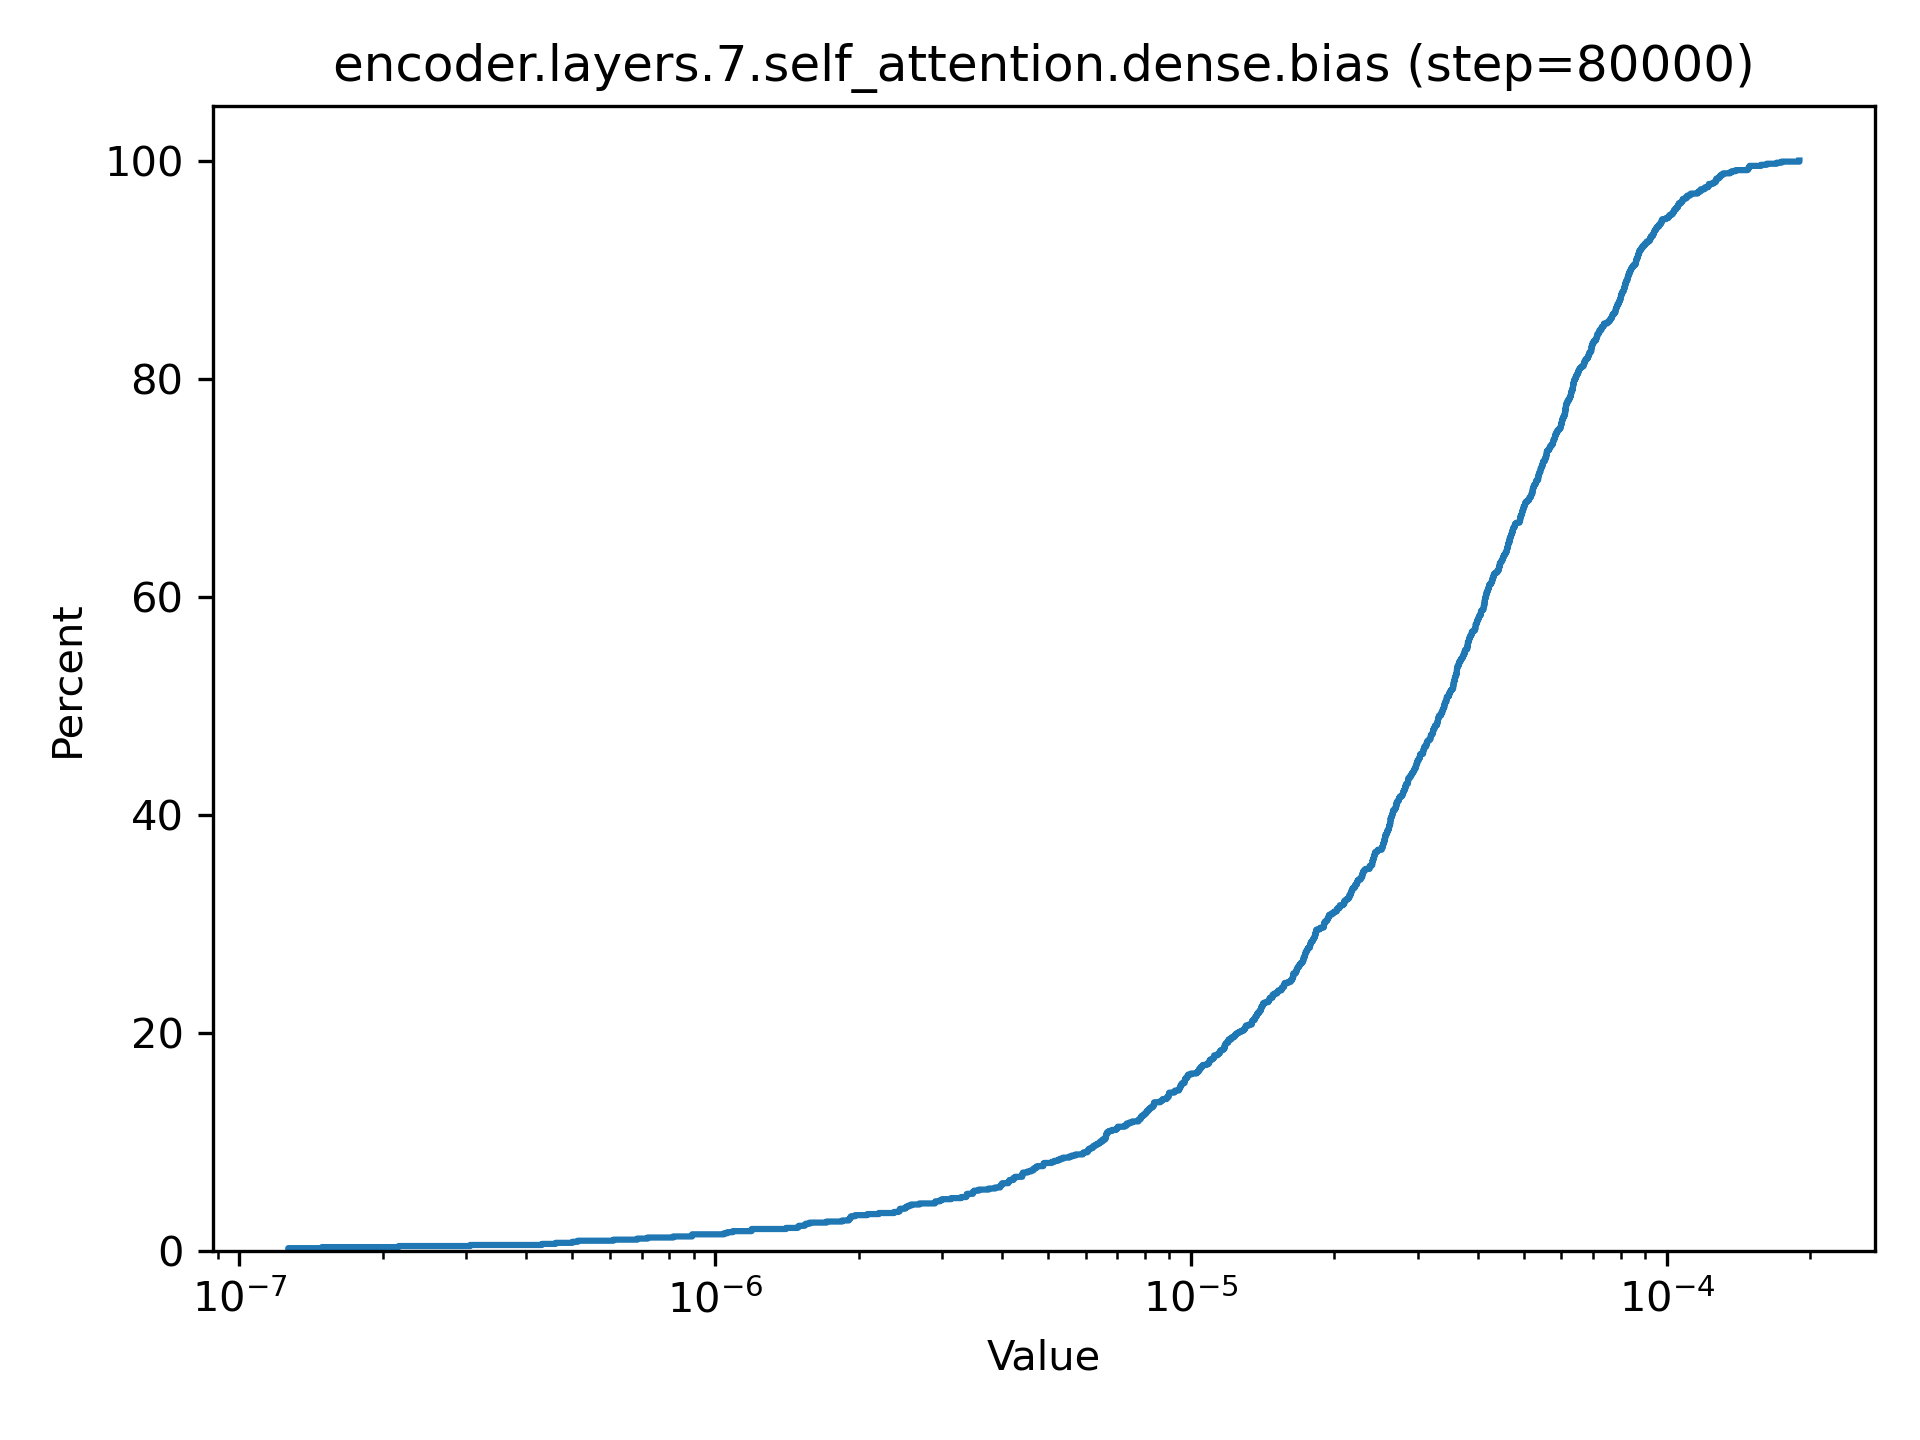 encoder.layers.7.self_attention.dense.bias (step=80000)
Percent
100
80
60
40
20
0
10⁻⁷ 10⁻⁶ 10⁻⁵ 10⁻⁴
Value